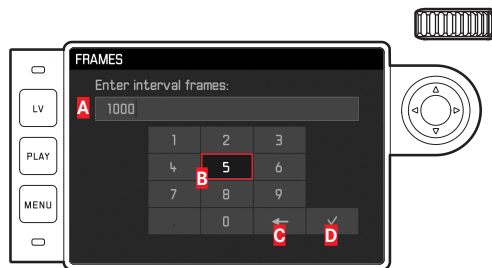 FRAMES
Enter interval frames:
A 1000
LV
1 2 3
PLAY
4 5 6
B
7 8 9
MENU
. 0 ← ✓
C D